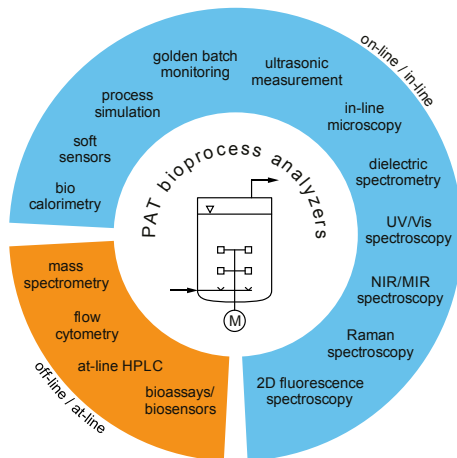 golden batch
monitoring
ultrasonic
measurement
on-line / in-line
process
simulation
in-line
microscopy
soft
sensors
dielectric
spectrometry
bio
calorimetry
PAT bioprocess analyzers
UV/Vis
spectroscopy
mass
spectrometry
NIR/MIR
spectroscopy
flow
cytometry
M
Raman
spectroscopy
at-line HPLC
2D fluorescence
spectroscopy
bioassays/
biosensors
off-line / at-line